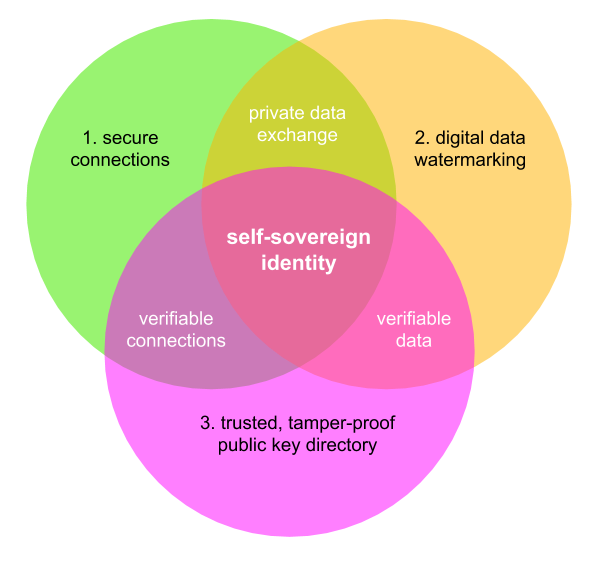 private data
exchange
1. secure
connections
2. digital data
watermarking
self-sovereign
identity
verifiable
connections
verifiable
data
3. trusted, tamper-proof
public key directory